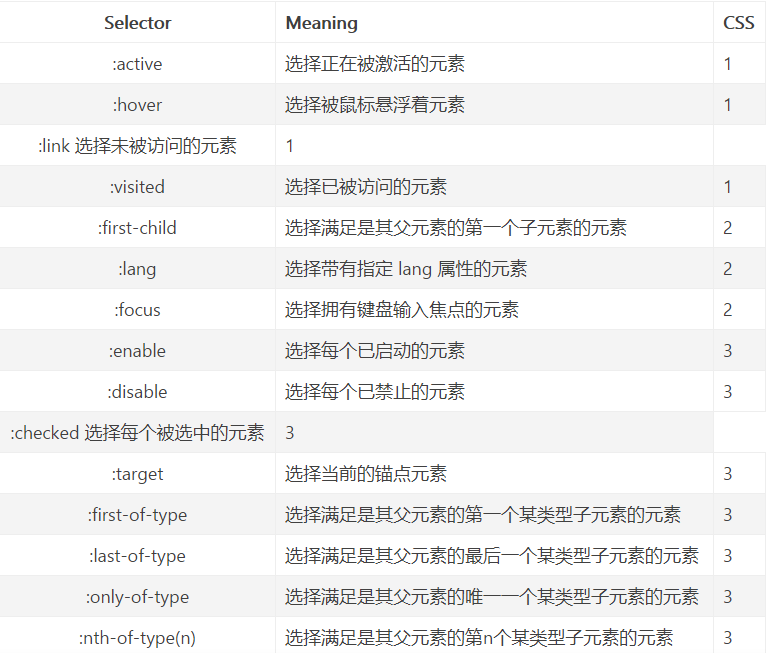 Selector Meaning CSS
:active 选择正在被激活的元素 1
:hover 选择被鼠标悬浮着元素 1
:link 选择未被访问的元素 1
:visited 选择已被访问的元素 1
:first-child 选择满足是其父元素的第一个子元素的元素 2
:lang 选择带有指定 lang 属性的元素 2
:focus 选择拥有键盘输入焦点的元素 2
:enable 选择每个已启动的元素 3
:disable 选择每个已禁止的元素 3
:checked 选择每个被选中的元素 3
:target 选择当前的锚点元素 3
:first-of-type 选择满足是其父元素的第一个某类型子元素的元素 3
:last-of-type 选择满足是其父元素的最后一个某类型子元素的元素 3
:only-of-type 选择满足是其父元素的唯一一个某类型子元素的元素 3
:nth-of-type(n) 选择满足是其父元素的第n个某类型子元素的元素 3